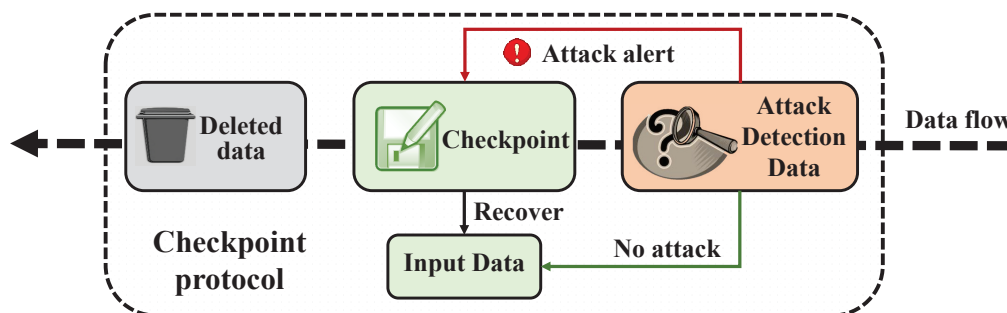 Attack alert
Deleted
data
Checkpoint
Attack
Detection
Data
Data flow
Recover
Checkpoint
protocol
Input Data
No attack